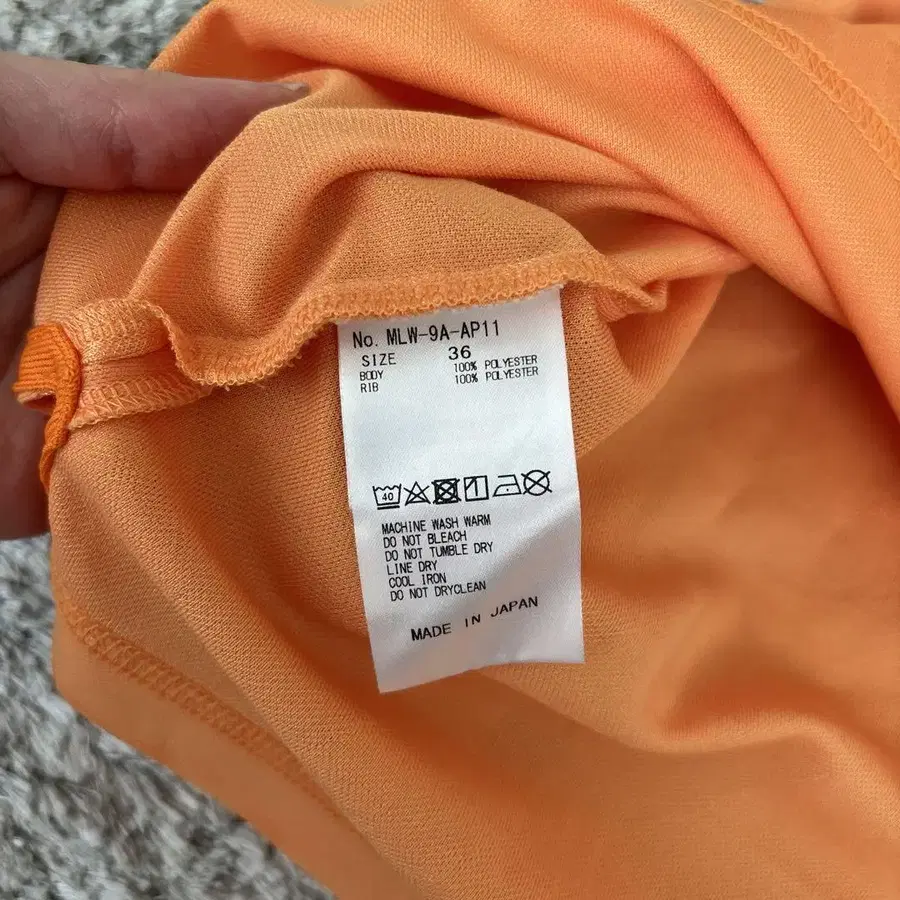 No. MLW-9A-AP11
SIZE 36
BODY 100% POLYESTER
RIB 100% POLYESTER
40
MACHINE WASH WARM
DO NOT BLEACH
DO NOT TUMBLE DRY
LINE DRY
COOL IRON
DO NOT DRYCLEAN
MADE IN JAPAN